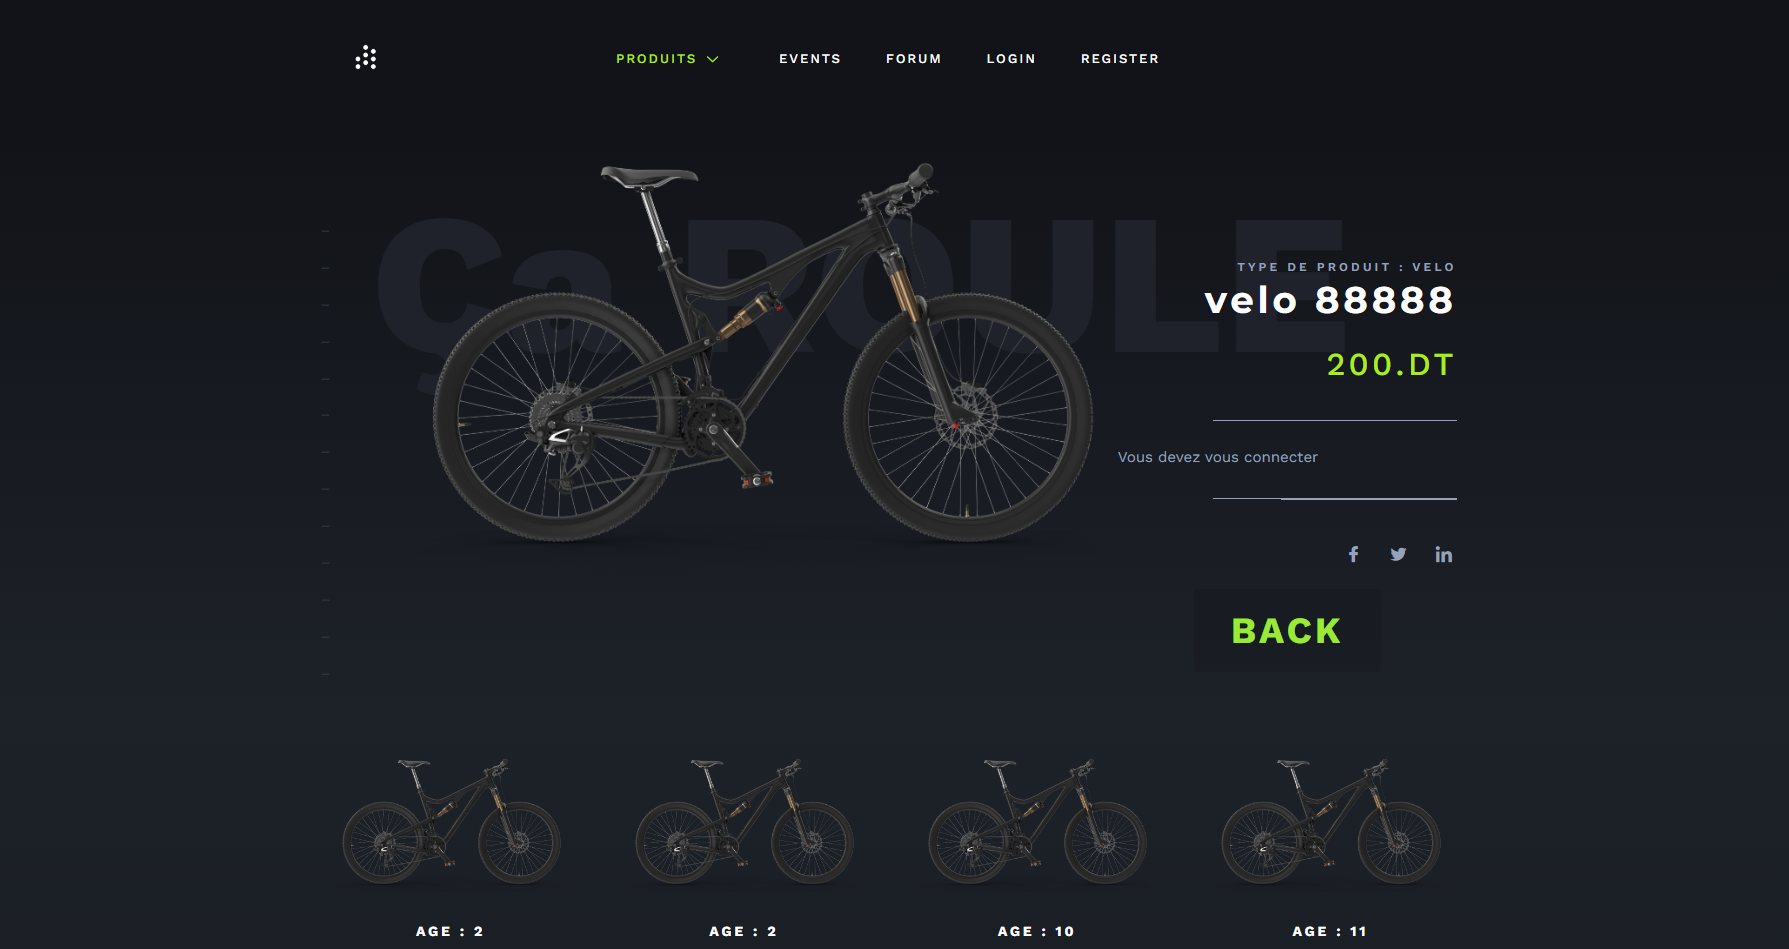 PRODUITS EVENTS FORUM LOGIN REGISTER
Ça ROULE
TYPE DE PRODUIT : VELO
velo 88888
200.DT
Vous devez vous connecter
BACK
AGE : 2 AGE : 2 AGE : 10 AGE : 11